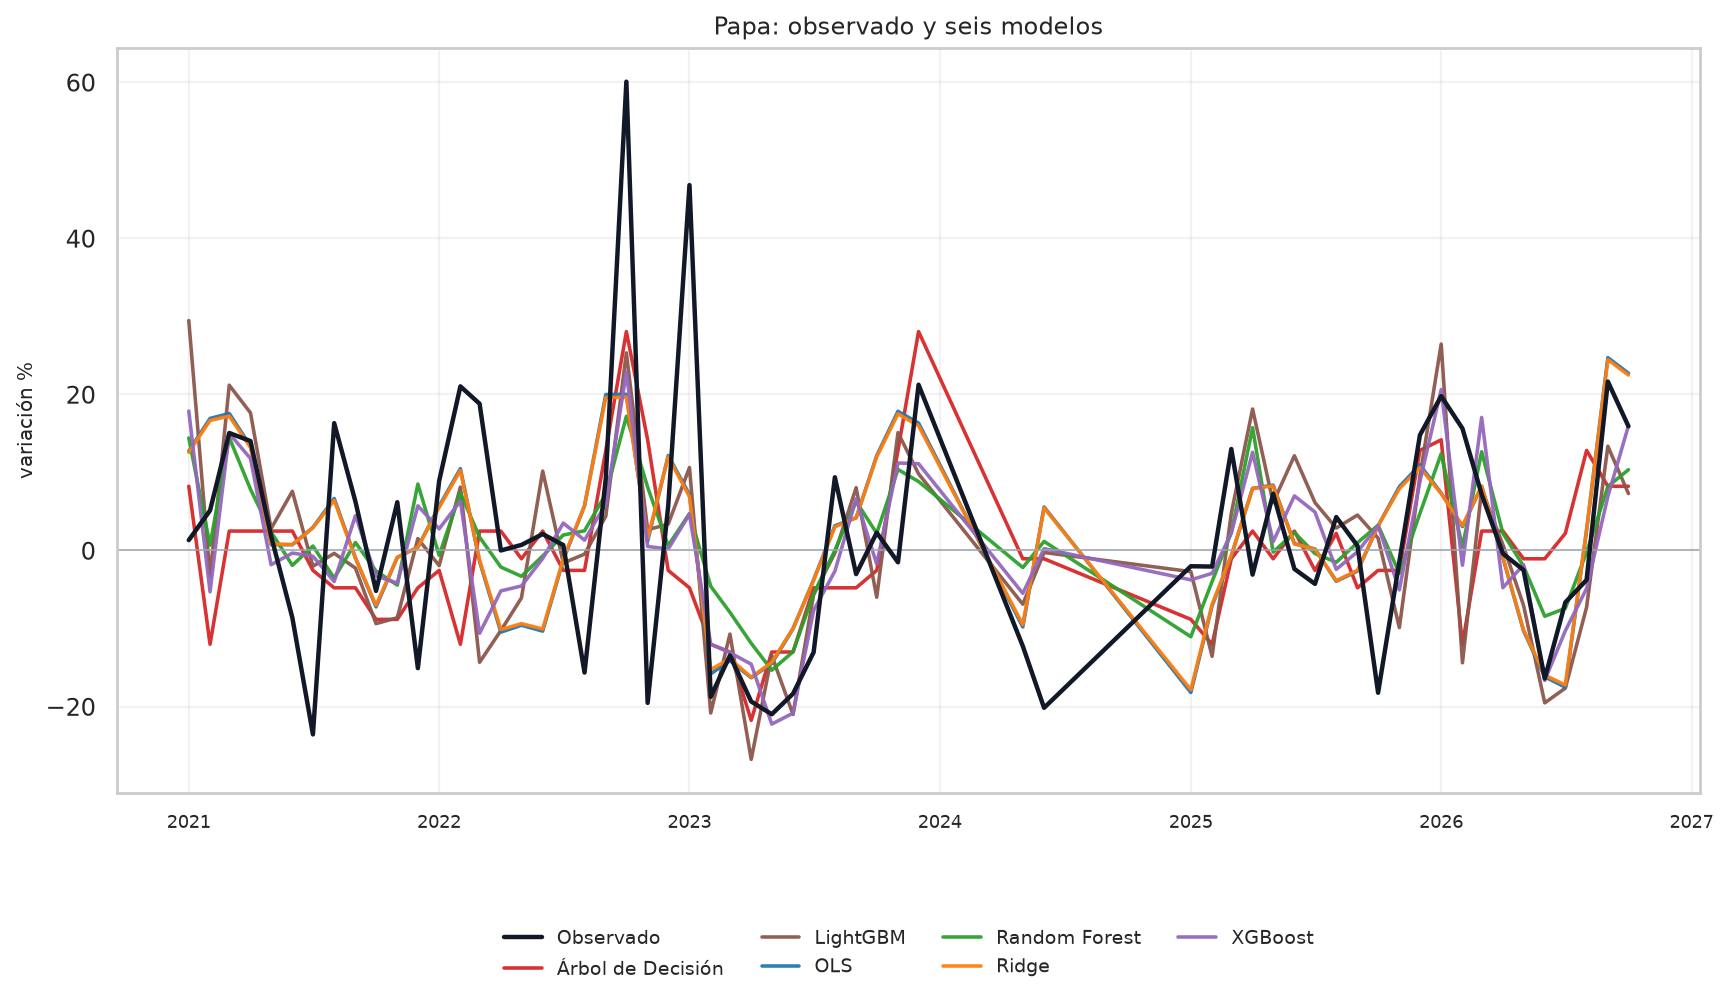 Papa: observado y seis modelos
variación %
60
40
20
0
−20
2021 2022 2023 2024 2025 2026 2027
Observado LightGBM Random Forest XGBoost
Árbol de Decisión OLS Ridge